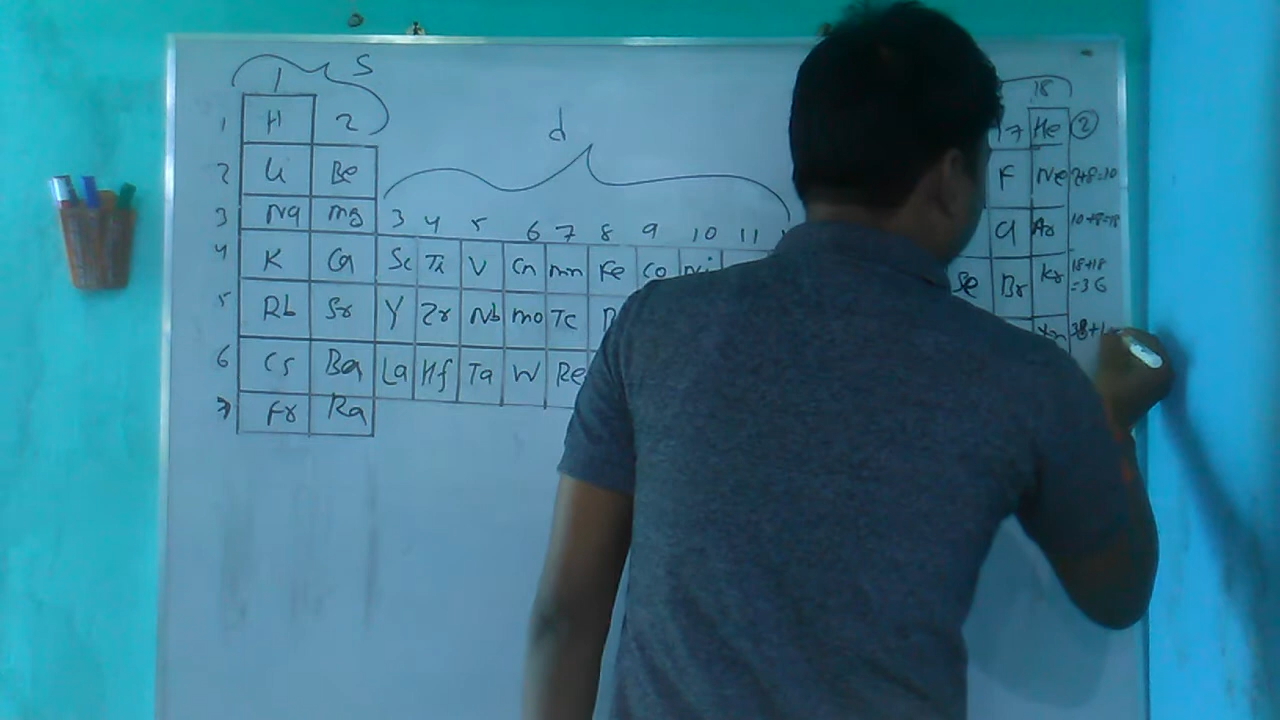 1 S 18
1 H 2 7 He 2
d
2 Li Be F Ne 2+8=10
3 Na Mg 3 4 5 6 7 8 9 10 11 Cl Ar 10+8=18
4 K Ca Sc Ti V Cn Mn Fe Co Ni Se Br Kr 18+18
=36
5 Rb Sr Y Zr Nb Mo Tc
6 Cs Ba La Hf Ta W Re
7 Fr Ra